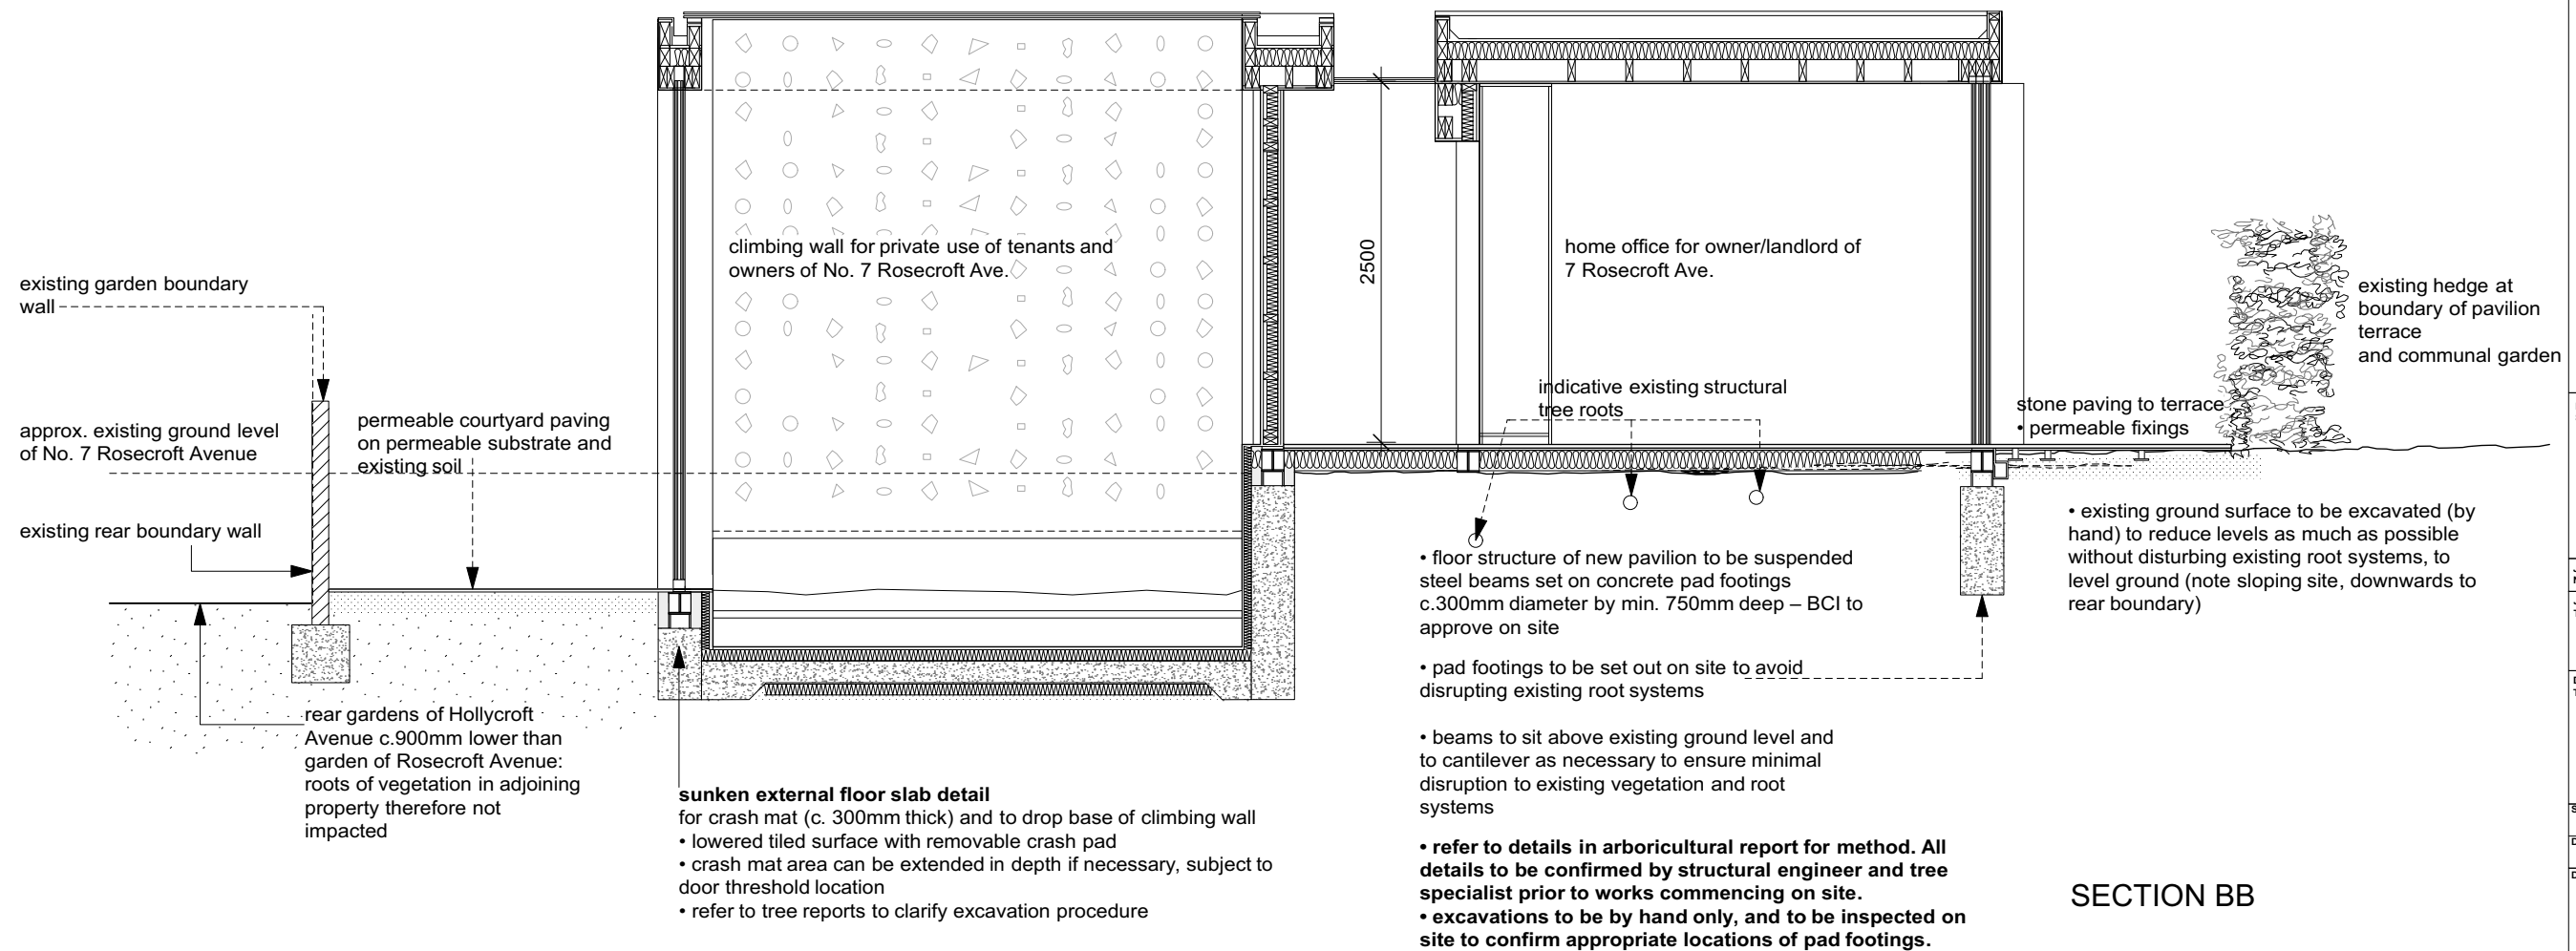 existing garden boundary
wall
approx. existing ground level
of No. 7 Rosecroft Avenue
existing rear boundary wall
permeable courtyard paving
on permeable substrate and
existing soil
rear gardens of Hollycroft
Avenue c.900mm lower than
garden of Rosecroft Avenue:
roots of vegetation in adjoining
property therefore not
impacted
climbing wall for private use of tenants and
owners of No. 7 Rosecroft Ave.
sunken external floor slab detail
for crash mat (c. 300mm thick) and to drop base of climbing wall
• lowered tiled surface with removable crash pad
• crash mat area can be extended in depth if necessary, subject to
door threshold location
• refer to tree reports to clarify excavation procedure
2500
home office for owner/landlord of
7 Rosecroft Ave.
indicative existing structural
tree roots
• floor structure of new pavilion to be suspended
steel beams set on concrete pad footings
c.300mm diameter by min. 750mm deep – BCI to
approve on site
• pad footings to be set out on site to avoid
disrupting existing root systems
• beams to sit above existing ground level and
to cantilever as necessary to ensure minimal
disruption to existing vegetation and root
systems
• refer to details in arboricultural report for method. All
details to be confirmed by structural engineer and tree
specialist prior to works commencing on site.
• excavations to be by hand only, and to be inspected on
site to confirm appropriate locations of pad footings.
stone paving to terrace
• permeable fixings
existing hedge at
boundary of pavilion
terrace
and communal garden
• existing ground surface to be excavated (by
hand) to reduce levels as much as possible
without disturbing existing root systems, to
level ground (note sloping site, downwards to
rear boundary)
SECTION BB